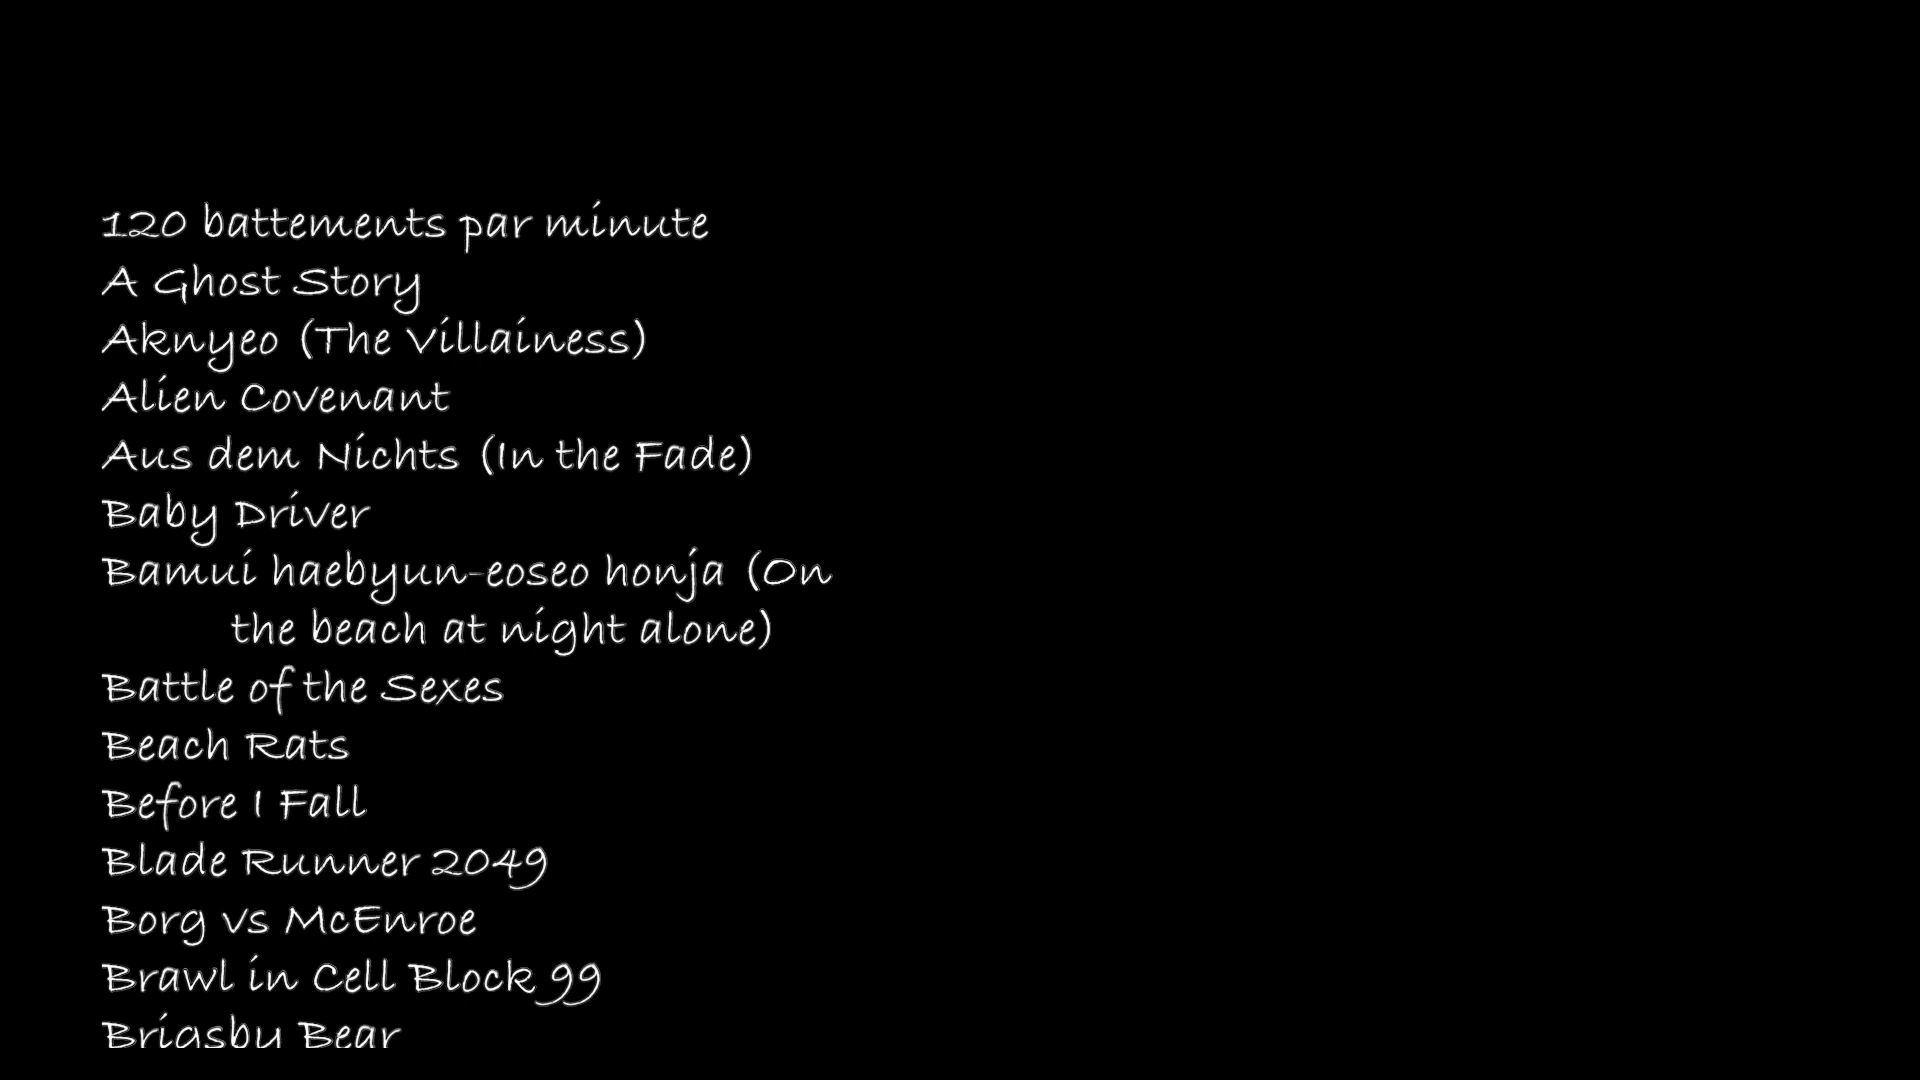 120 battements par minute
A Ghost Story
Aknyeo (The Villainess)
Alien Covenant
Aus dem Nichts (In the Fade)
Baby Driver
Bamui haebyun-eoseo honja (On
the beach at night alone)
Battle of the Sexes
Beach Rats
Before I Fall
Blade Runner 2049
Borg vs McEnroe
Brawl in Cell Block 99
Brigsby Bear